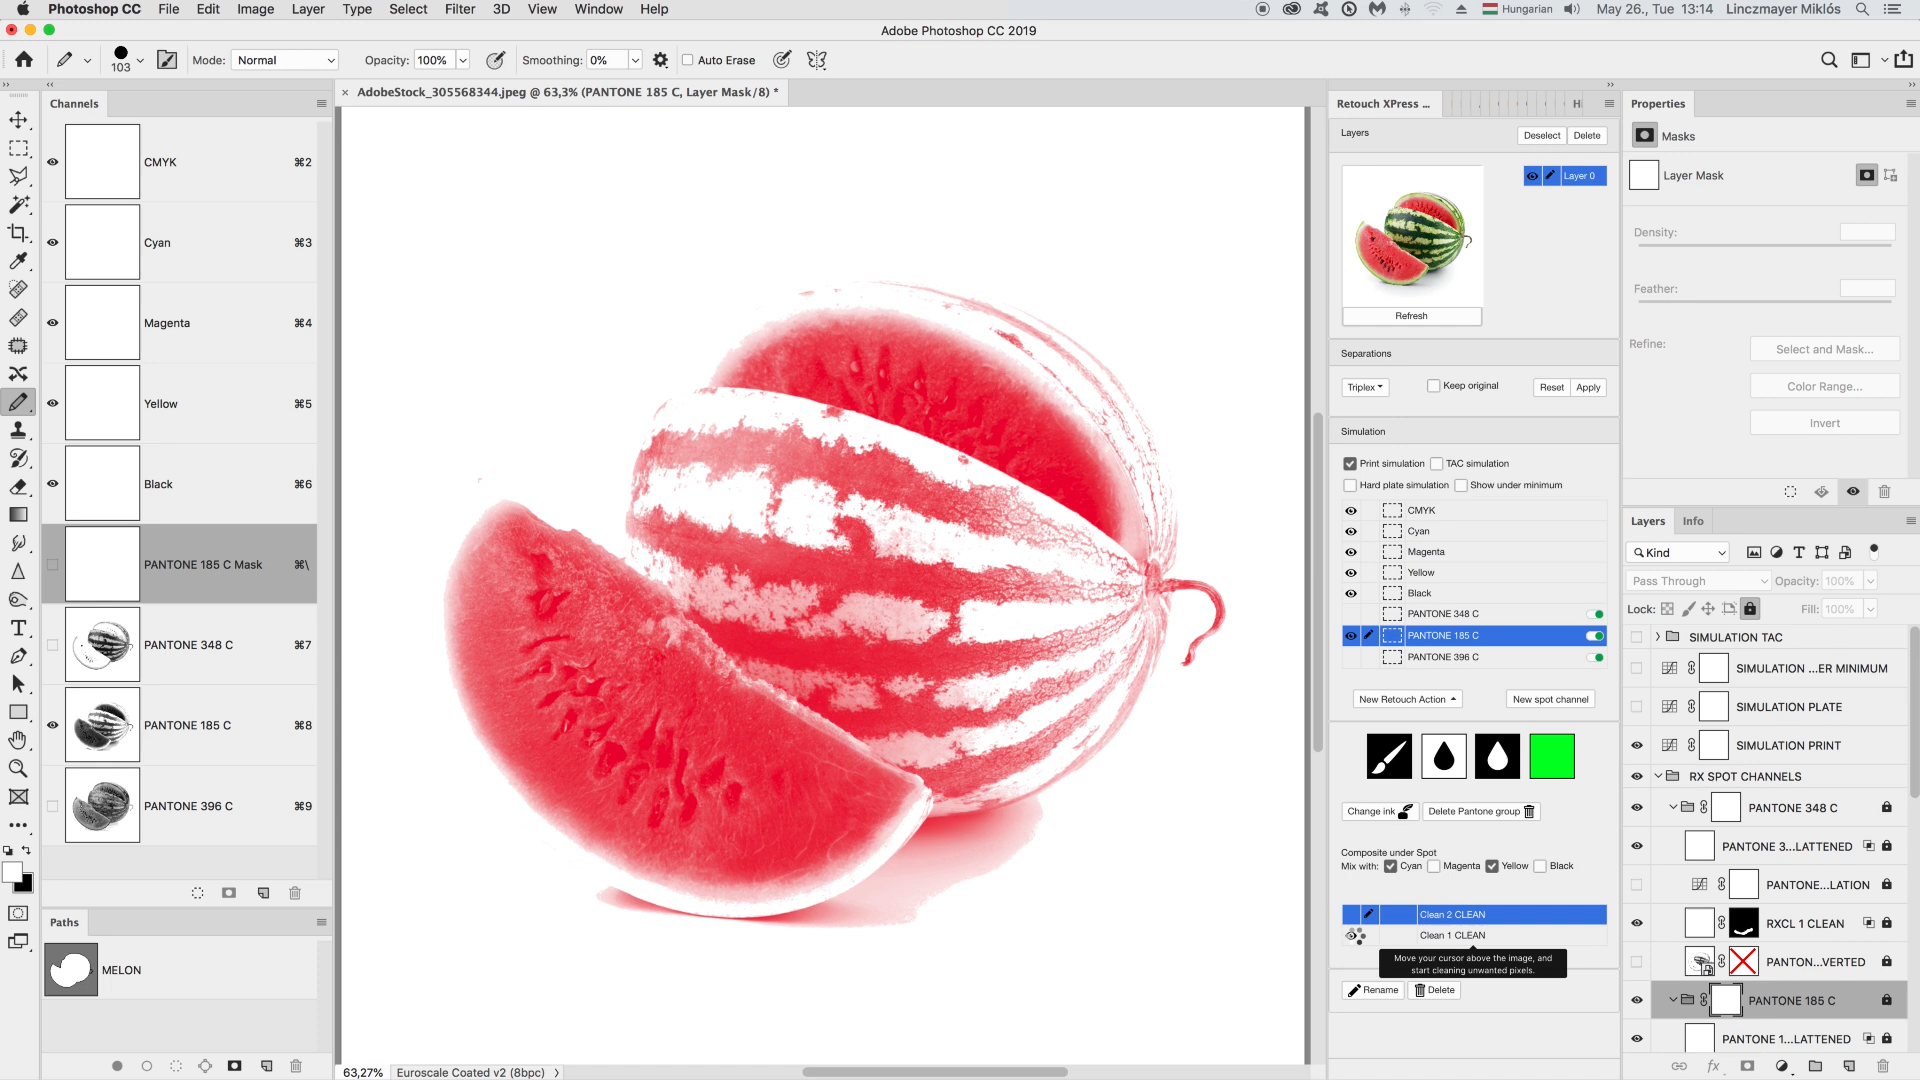 Photoshop CC File Edit Image Layer Type Select Filter 3D View Window Help Hungarian May 26., Tue 13:14 Linczmayer Miklós
Adobe Photoshop CC 2019
103 Mode: Normal Opacity: 100% Smoothing: 0% Auto Erase
Channels
CMYK ⌘2
Cyan ⌘3
Magenta ⌘4
Yellow ⌘5
Black ⌘6
PANTONE 185 C Mask ⌘\
PANTONE 348 C ⌘7
PANTONE 185 C ⌘8
PANTONE 396 C ⌘9
Paths
MELON
AdobeStock_305568344.jpeg @ 63,3% (PANTONE 185 C, Layer Mask/8) *
63,27% Euroscale Coated v2 (8bpc)
Retouch XPress ...
Layers Deselect Delete
Layer 0
Refresh
Separations
Triplex Keep original Reset Apply
Simulation
Print simulation TAC simulation
Hard plate simulation Show under minimum
CMYK
Cyan
Magenta
Yellow
Black
PANTONE 348 C
PANTONE 185 C
PANTONE 396 C
New Retouch Action New spot channel
Change ink Delete Pantone group
Composite under Spot
Mix with: Cyan Magenta Yellow Black
Clean 2 CLEAN
Clean 1 CLEAN
Move your cursor above the image, and
start cleaning unwanted pixels.
Rename Delete
Properties
Masks
Layer Mask
Density:
Feather:
Refine: Select and Mask...
Color Range...
Invert
Layers Info
Kind
Pass Through Opacity: 100%
Lock: Fill: 100%
SIMULATION TAC
SIMULATION ...ER MINIMUM
SIMULATION PLATE
SIMULATION PRINT
RX SPOT CHANNELS
PANTONE 348 C
PANTONE 3...LATTENED
PANTONE...LATION
RXCL 1 CLEAN
PANTON...VERTED
PANTONE 185 C
PANTONE 1...LATTENED